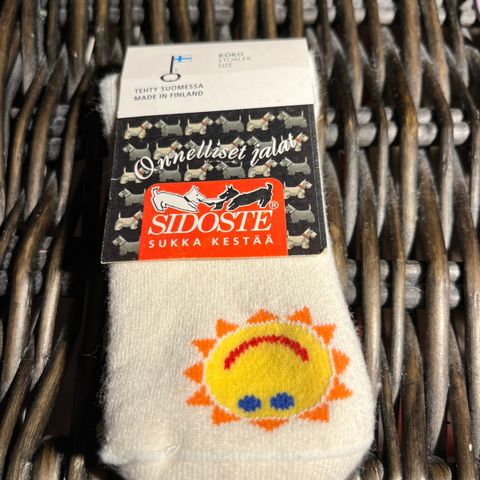 KOKO
STORLEK
SIZE
TEHTY SUOMESSA
MADE IN FINLAND
Onnelliset jalat
SIDOSTE®
SUKKA KESTÄÄ